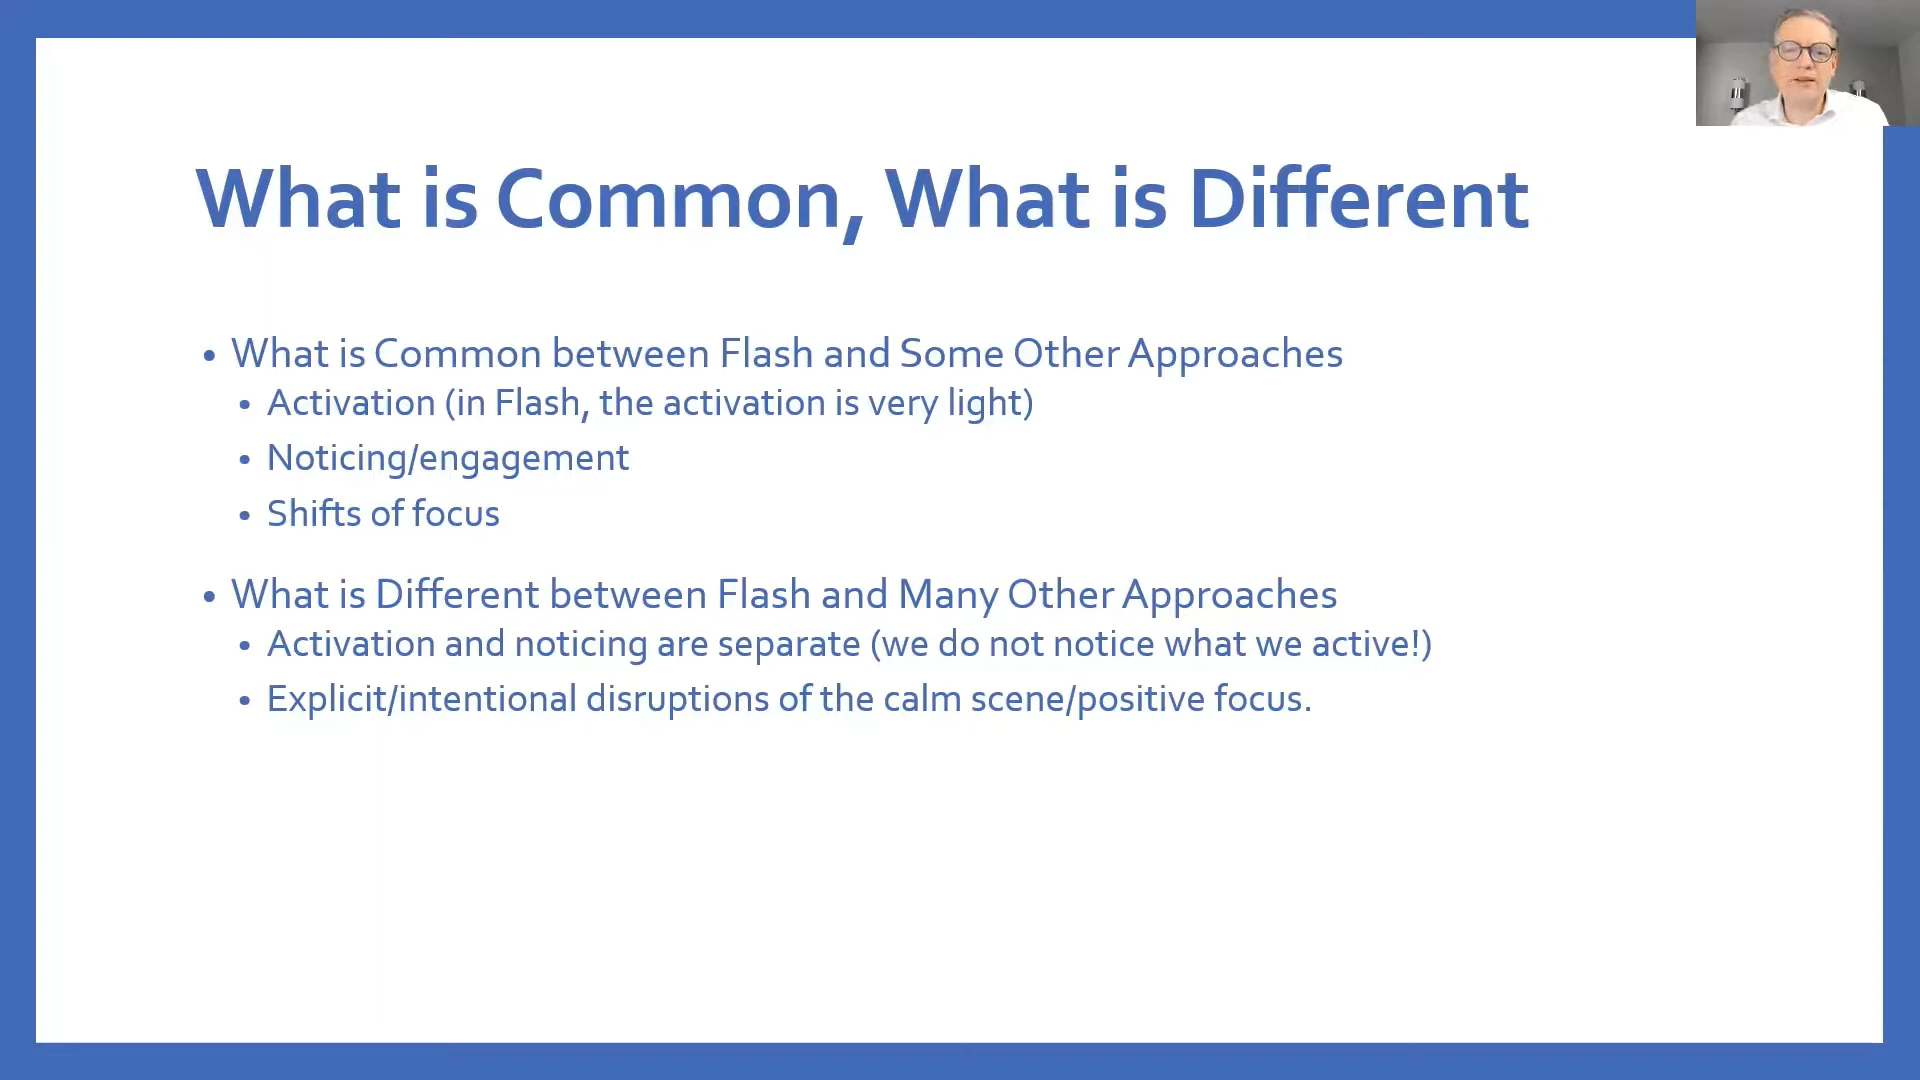 What is Common, What is Different
• What is Common between Flash and Some Other Approaches
• Activation (in Flash, the activation is very light)
• Noticing/engagement
• Shifts of focus
• What is Different between Flash and Many Other Approaches
• Activation and noticing are separate (we do not notice what we active!)
• Explicit/intentional disruptions of the calm scene/positive focus.